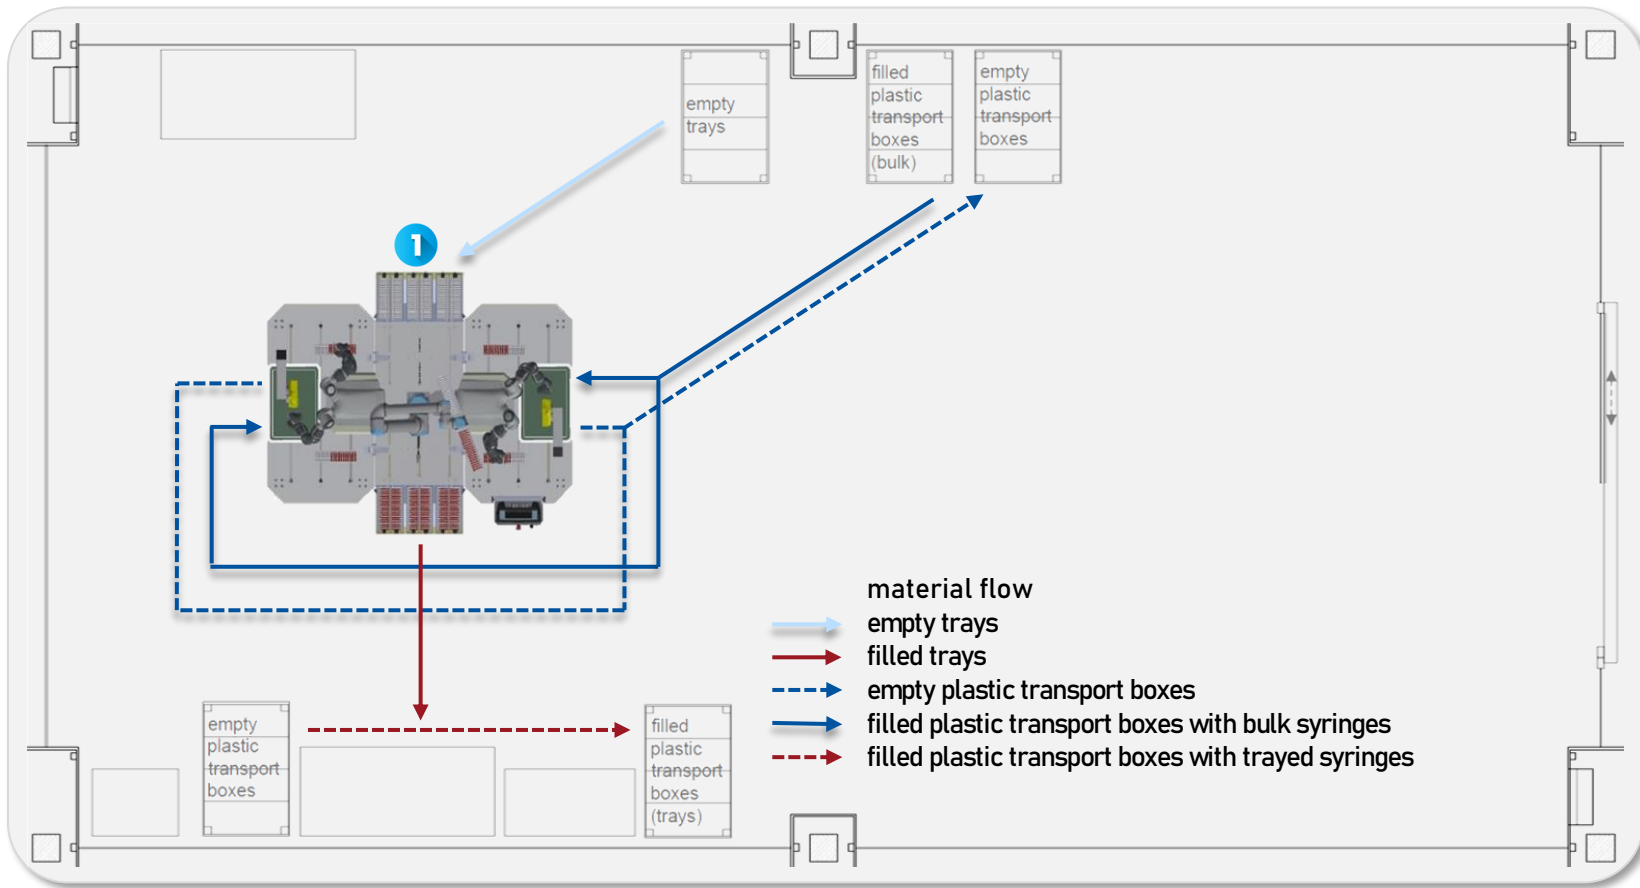 empty
trays
filled
plastic
transport
boxes
(bulk)
empty
plastic
transport
boxes
1
material flow
empty trays
filled trays
empty plastic transport boxes
filled plastic transport boxes with bulk syringes
filled plastic transport boxes with trayed syringes
empty
plastic
transport
boxes
filled
plastic
transport
boxes
(trays)